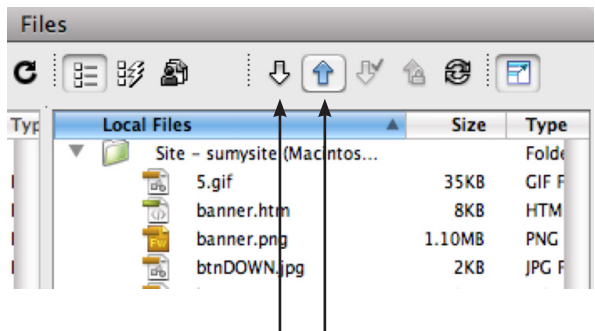 Files
Typ Local Files Size Type
Site – sumysite (Macintos... Folde
5.gif 35KB GIF F
banner.htm 8KB HTM
banner.png 1.10MB PNG
btnDOWN.jpg 2KB JPG F